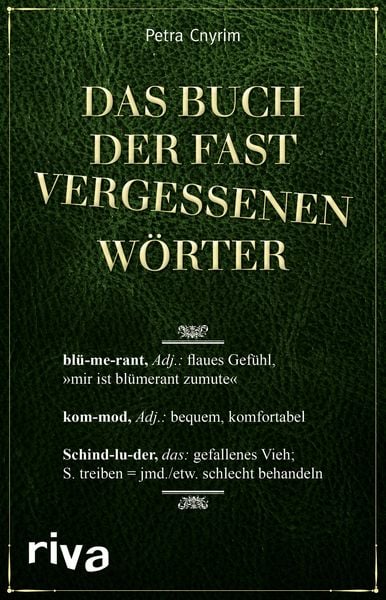 Petra Cnyrim
DAS BUCH
DER FAST
VERGESSENEN
WÖRTER
blü-me-rant, Adj.: flaues Gefühl,
»mir ist blümerant zumute«
kom-mod, Adj.: bequem, komfortabel
Schind-lu-der, das: gefallenes Vieh;
S. treiben = jmd./etw. schlecht behandeln
riva